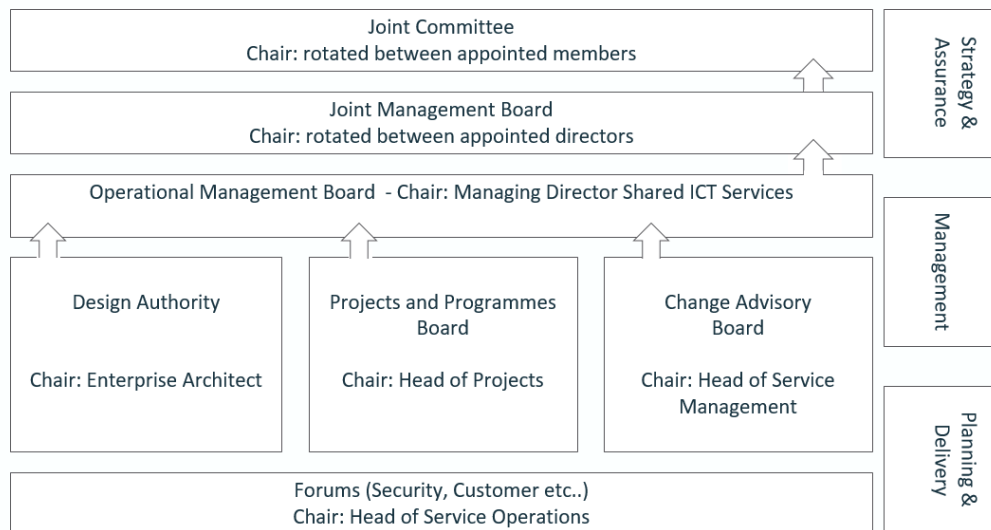 Joint Committee
Chair: rotated between appointed members
Strategy &
Assurance
Joint Management Board
Chair: rotated between appointed directors
Operational Management Board - Chair: Managing Director Shared ICT Services
Management
Design Authority
Chair: Enterprise Architect
Projects and Programmes
Board
Chair: Head of Projects
Change Advisory
Board
Chair: Head of Service
Management
Planning &
Delivery
Forums (Security, Customer etc..)
Chair: Head of Service Operations